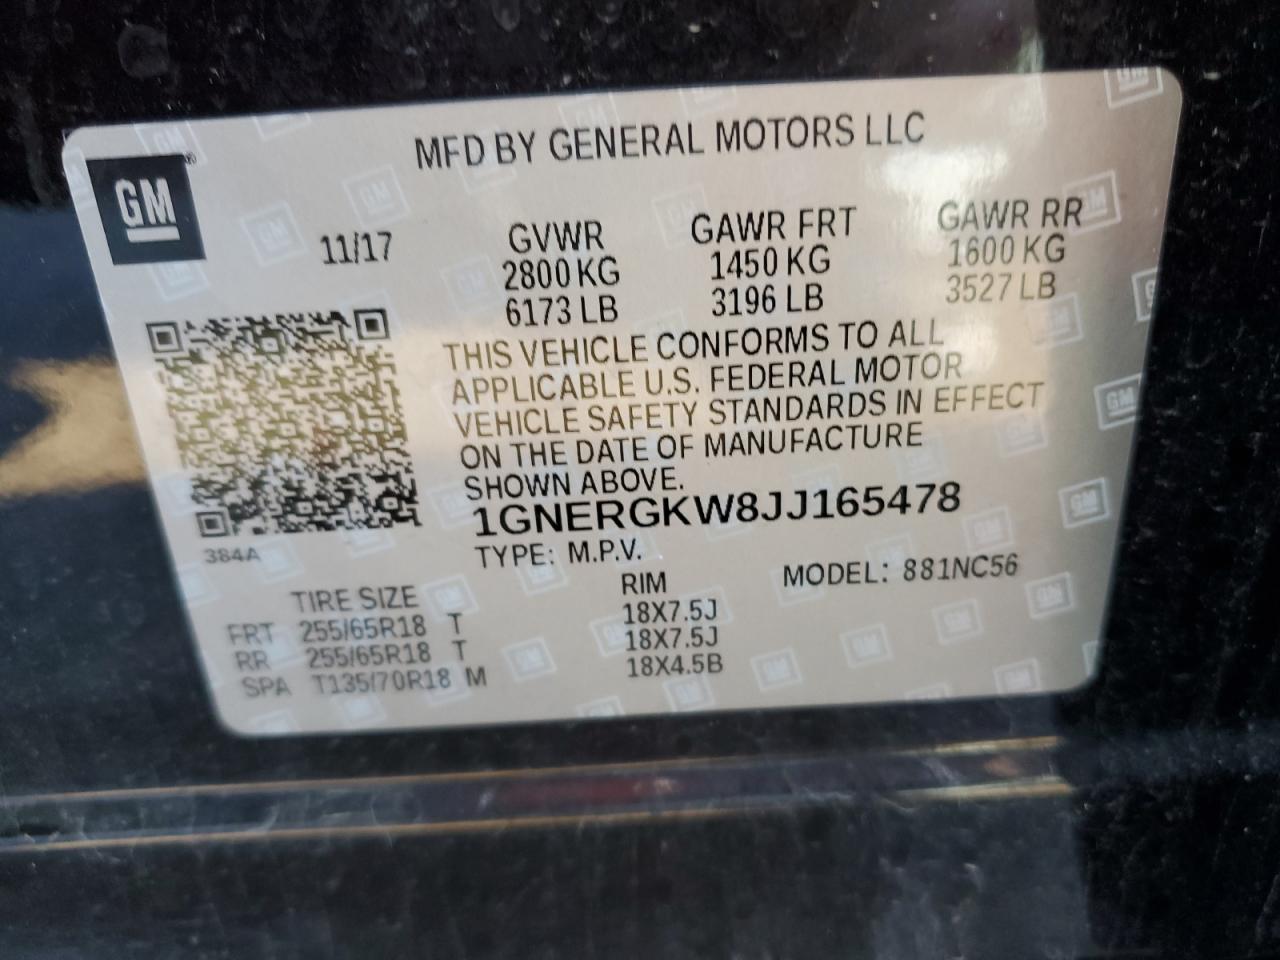 MFD BY GENERAL MOTORS LLC
GM
11/17
GVWR GAWR FRT GAWR RR
2800 KG 1450 KG 1600 KG
6173 LB 3196 LB 3527 LB
THIS VEHICLE CONFORMS TO ALL
APPLICABLE U.S. FEDERAL MOTOR
VEHICLE SAFETY STANDARDS IN EFFECT
ON THE DATE OF MANUFACTURE
SHOWN ABOVE.
1GNERGKW8JJ165478
384A
TYPE: M.P.V. MODEL: 881NC56
TIRE SIZE RIM
FRT 255/65R18 T 18X7.5J
RR 255/65R18 T 18X7.5J
SPA T135/70R18 M 18X4.5B